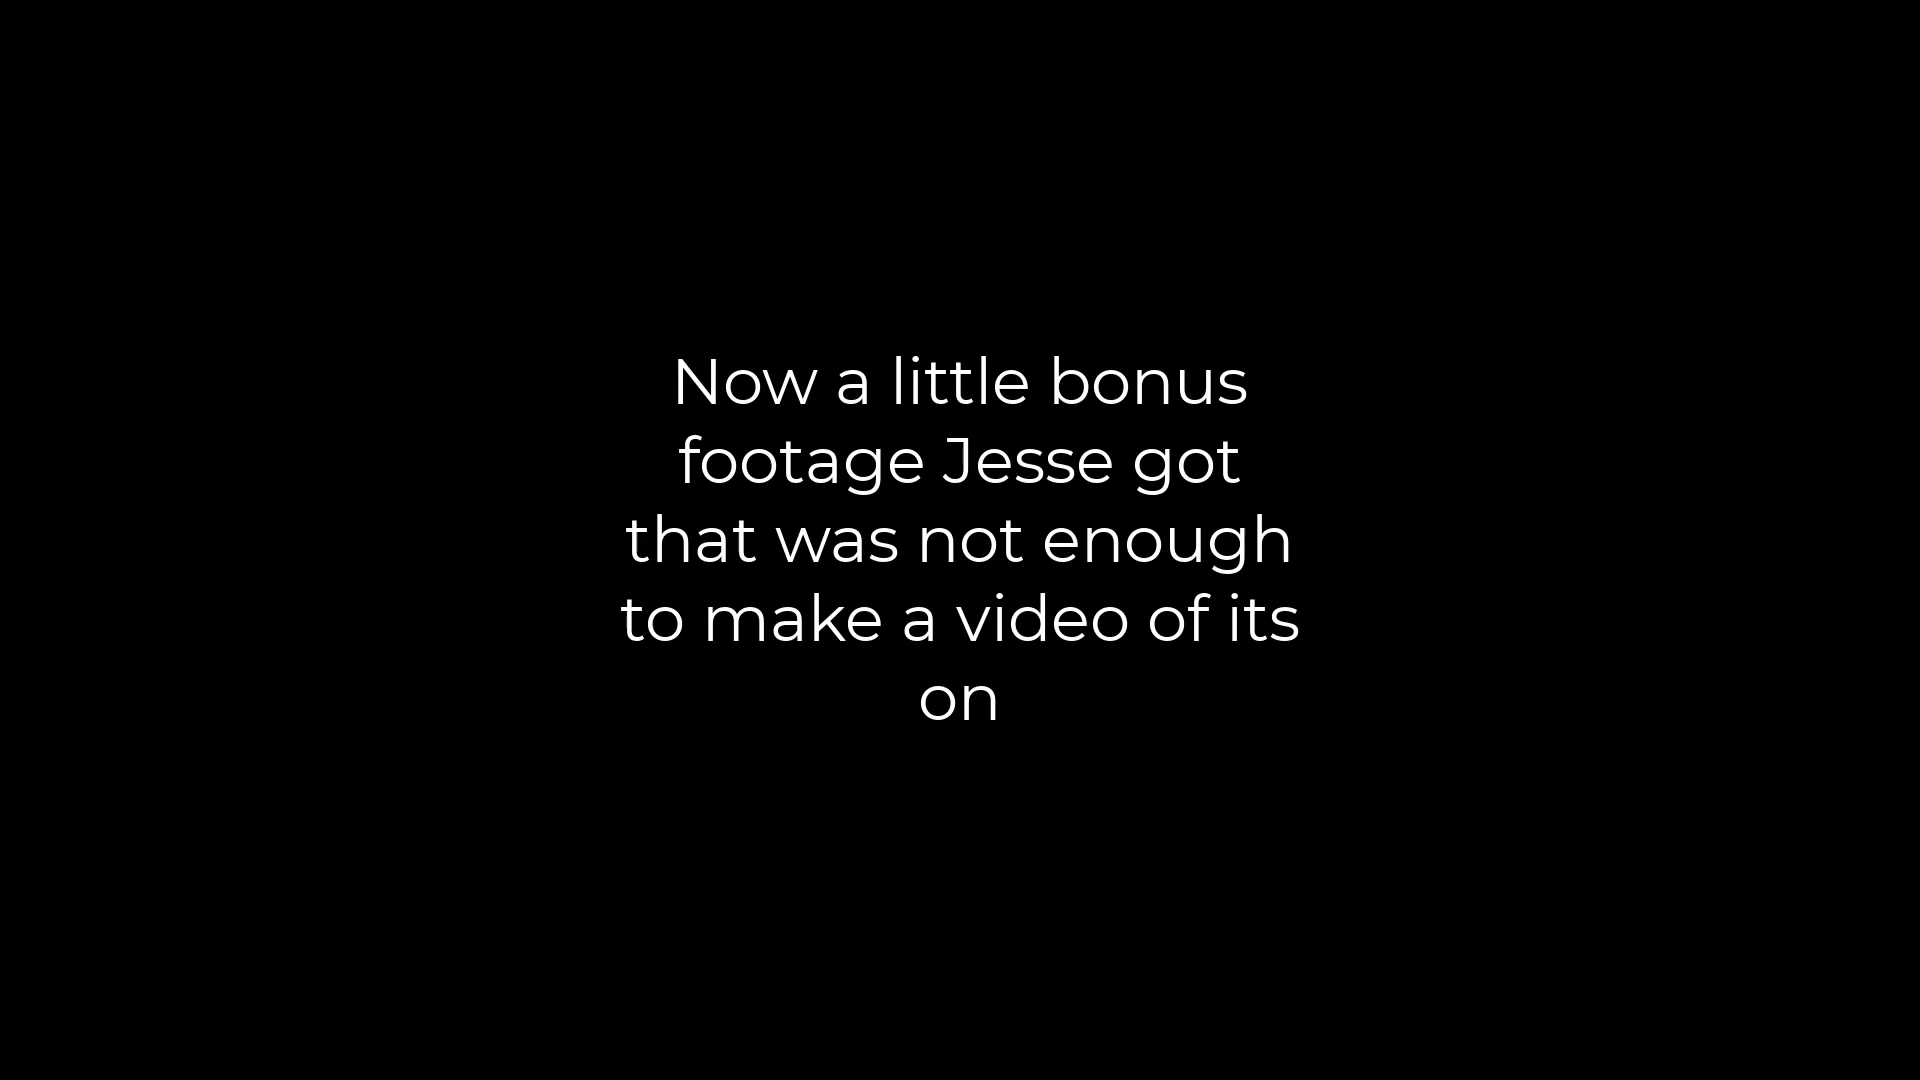 Now a little bonus
footage Jesse got
that was not enough
to make a video of its
on